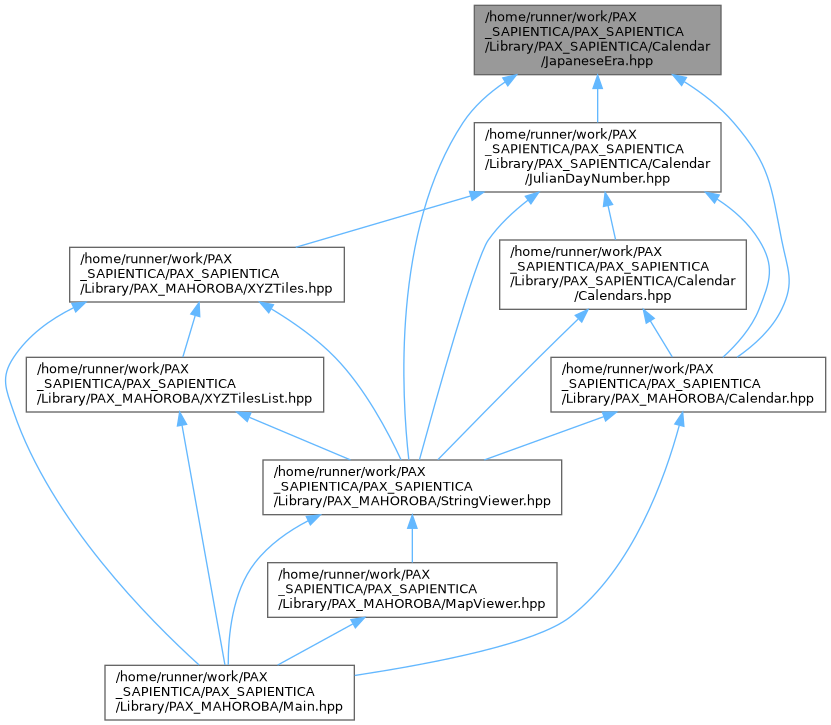 /home/runner/work/PAX
_SAPIENTICA/PAX_SAPIENTICA
/Library/PAX_SAPIENTICA/Calendar
/JapaneseEra.hpp
/home/runner/work/PAX
_SAPIENTICA/PAX_SAPIENTICA
/Library/PAX_SAPIENTICA/Calendar
/JulianDayNumber.hpp
/home/runner/work/PAX
_SAPIENTICA/PAX_SAPIENTICA
/Library/PAX_MAHOROBA/XYZTiles.hpp
/home/runner/work/PAX
_SAPIENTICA/PAX_SAPIENTICA
/Library/PAX_SAPIENTICA/Calendar
/Calendars.hpp
/home/runner/work/PAX
_SAPIENTICA/PAX_SAPIENTICA
/Library/PAX_MAHOROBA/XYZTilesList.hpp
/home/runner/work/PAX
_SAPIENTICA/PAX_SAPIENTICA
/Library/PAX_MAHOROBA/Calendar.hpp
/home/runner/work/PAX
_SAPIENTICA/PAX_SAPIENTICA
/Library/PAX_MAHOROBA/StringViewer.hpp
/home/runner/work/PAX
_SAPIENTICA/PAX_SAPIENTICA
/Library/PAX_MAHOROBA/MapViewer.hpp
/home/runner/work/PAX
_SAPIENTICA/PAX_SAPIENTICA
/Library/PAX_MAHOROBA/Main.hpp